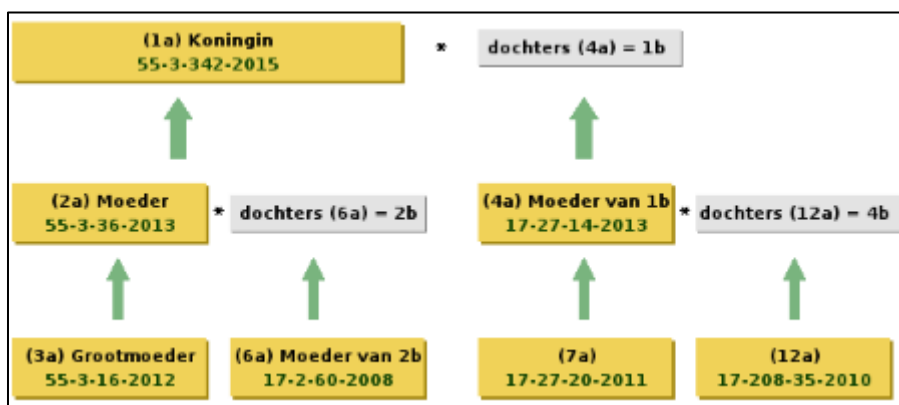 (1a) Koningin
55-3-342-2015
*
dochters (4a) = 1b
(2a) Moeder
55-3-36-2013
*
dochters (6a) = 2b
(4a) Moeder van 1b
17-27-14-2013
*
dochters (12a) = 4b
(3a) Grootmoeder
55-3-16-2012
(6a) Moeder van 2b
17-2-60-2008
(7a)
17-27-20-2011
(12a)
17-208-35-2010